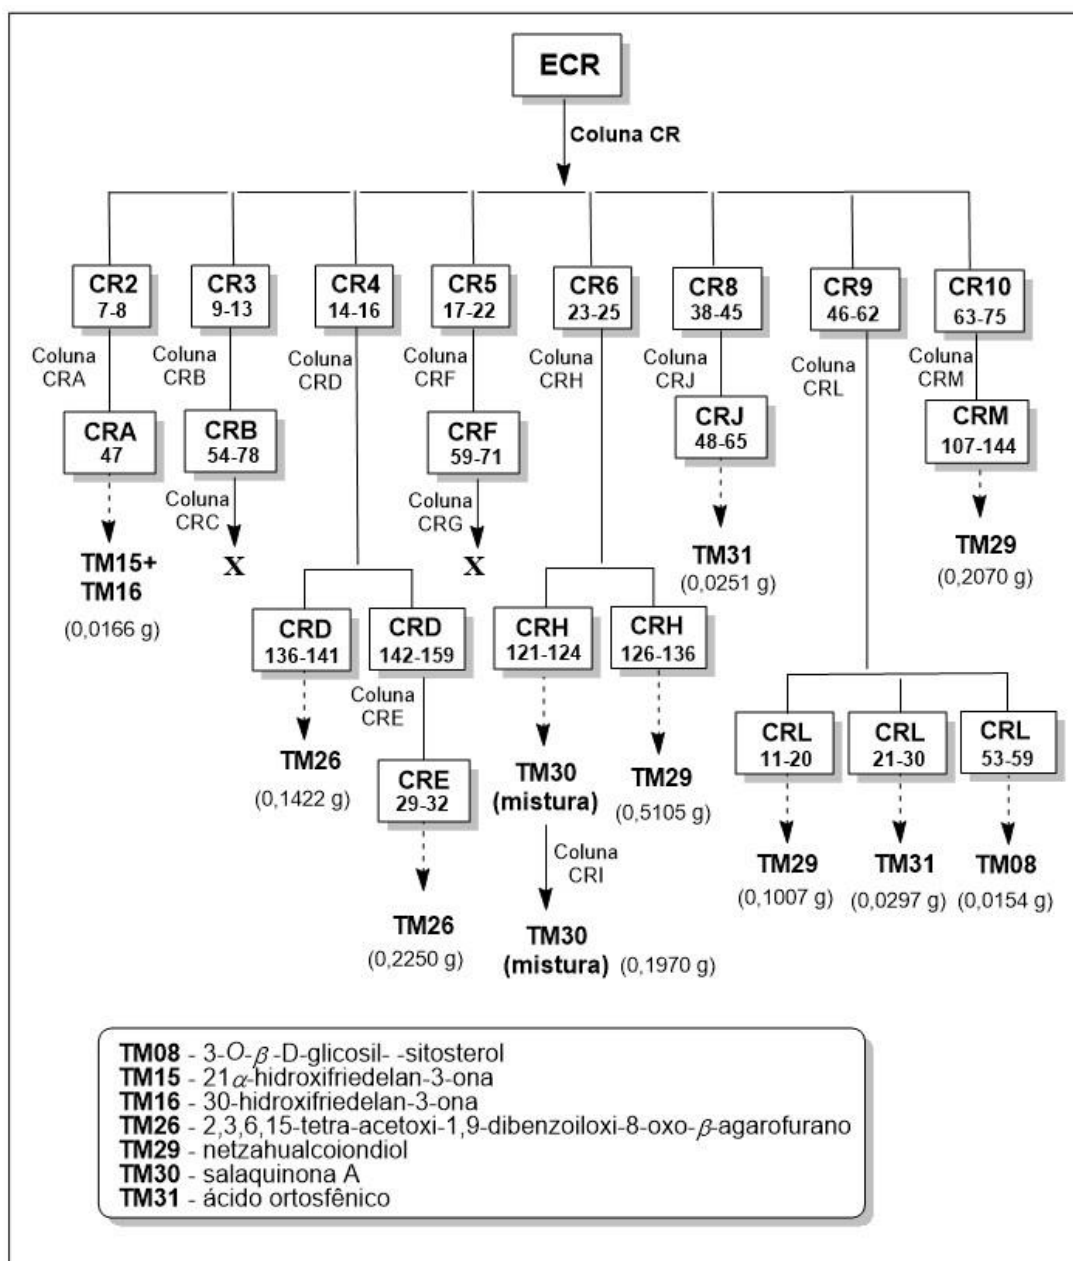 ECR
Coluna CR
CR2
7-8
CR3
9-13
CR4
14-16
CR5
17-22
CR6
23-25
CR8
38-45
CR9
46-62
CR10
63-75
Coluna
CRA
Coluna
CRB
Coluna
CRD
Coluna
CRF
Coluna
CRH
Coluna
CRJ
Coluna
CRL
Coluna
CRM
CRA
47
CRB
54-78
CRF
59-71
CRJ
48-65
CRM
107-144
Coluna
CRC
Coluna
CRG
TM15+
TM16
(0,0166 g)
X
X
TM31
(0,0251 g)
TM29
(0,2070 g)
CRD
136-141
CRD
142-159
CRH
121-124
CRH
126-136
Coluna
CRE
CRL
11-20
CRL
21-30
CRL
53-59
TM26
(0,1422 g)
CRE
29-32
TM30
(mistura)
TM29
(0,5105 g)
Coluna
CRI
TM29
(0,1007 g)
TM31
(0,0297 g)
TM08
(0,0154 g)
TM26
(0,2250 g)
TM30
(mistura) (0,1970 g)
TM08 - 3-O-β-D-glicosil- -sitosterol
TM15 - 21α-hidroxifriedelan-3-ona
TM16 - 30-hidroxifriedelan-3-ona
TM26 - 2,3,6,15-tetra-acetoxi-1,9-dibenzoiloxi-8-oxo-β-agarofurano
TM29 - netzahualcoiondiol
TM30 - salaquinona A
TM31 - ácido ortosfênico